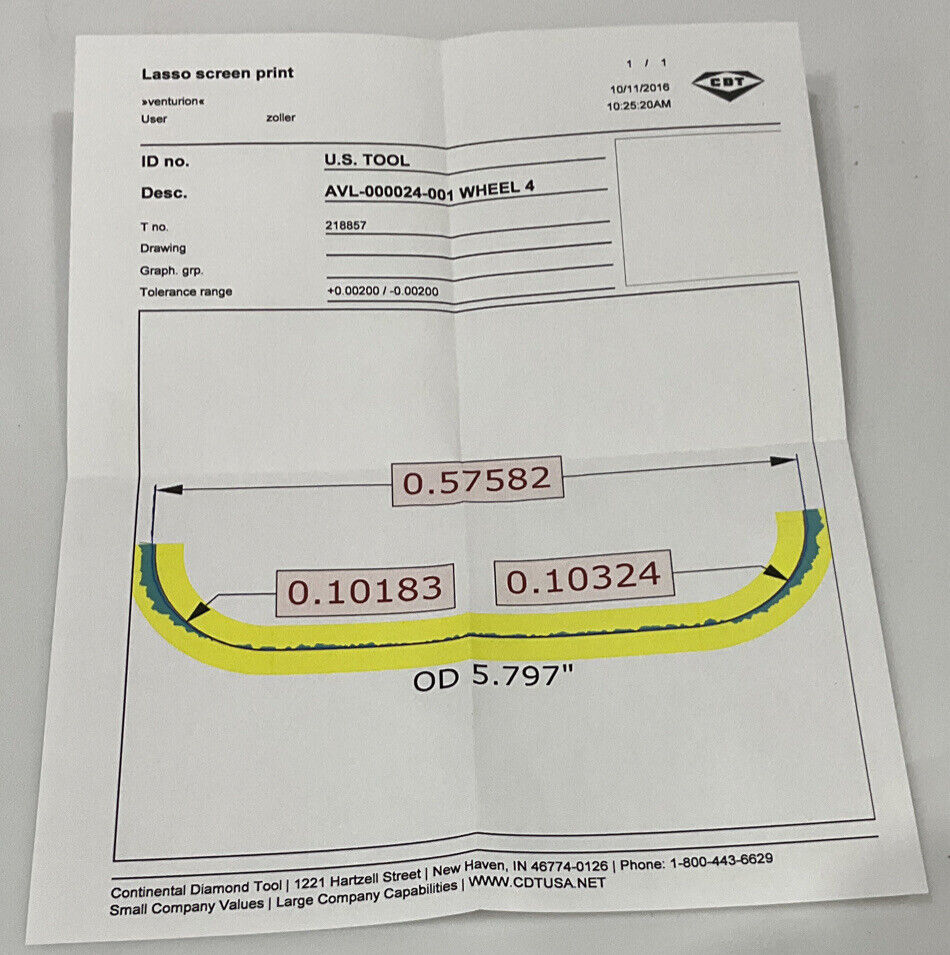 Lasso screen print
1 / 1
»venturion«
10/11/2016
CDT
User zoller
10:25:20AM
ID no. U.S. TOOL
Desc. AVL-000024-001 WHEEL 4
T no. 218857
Drawing
Graph. grp.
Tolerance range +0.00200 / -0.00200
0.57582
0.10183
0.10324
OD 5.797"
Continental Diamond Tool | 1221 Hartzell Street | New Haven, IN 46774-0126 | Phone: 1-800-443-6629
Small Company Values | Large Company Capabilities | WWW.CDTUSA.NET